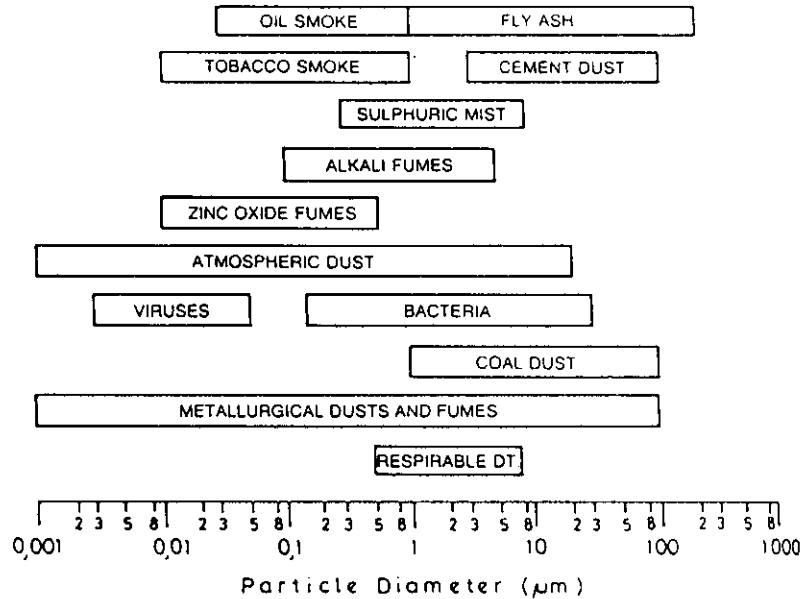 OIL SMOKE FLY ASH
TOBACCO SMOKE CEMENT DUST
SULPHURIC MIST
ALKALI FUMES
ZINC OXIDE FUMES
ATMOSPHERIC DUST
VIRUSES BACTERIA
COAL DUST
METALLURGICAL DUSTS AND FUMES
RESPIRABLE DT.
2 3 5 8 2 3 5 8 2 3 5 8 2 3 5 8 2 3 5 8 2 3 5 8
0,001 0,01 0,1 1 10 100 1000
Particle Diameter (µm)